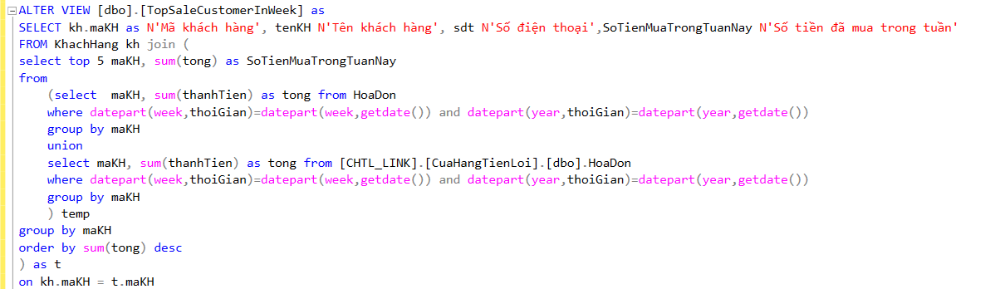 ALTER VIEW [dbo].[TopSaleCustomerInWeek] as
SELECT kh.maKH as N'Mã khách hàng', tenKH N'Tên khách hàng', sdt N'Số điện thoại',SoTienMuaTrongTuanNay N'Số tiền đã mua trong tuần'
FROM KhachHang kh join (
select top 5 maKH, sum(tong) as SoTienMuaTrongTuanNay
from
(select  maKH, sum(thanhTien) as tong from HoaDon
where datepart(week,thoiGian)=datepart(week,getdate()) and datepart(year,thoiGian)=datepart(year,getdate())
group by maKH
union
select maKH, sum(thanhTien) as tong from [CHTL_LINK].[CuaHangTienLoi].[dbo].HoaDon
where datepart(week,thoiGian)=datepart(week,getdate()) and datepart(year,thoiGian)=datepart(year,getdate())
group by maKH
) temp
group by maKH
order by sum(tong) desc
) as t
on kh.maKH = t.maKH